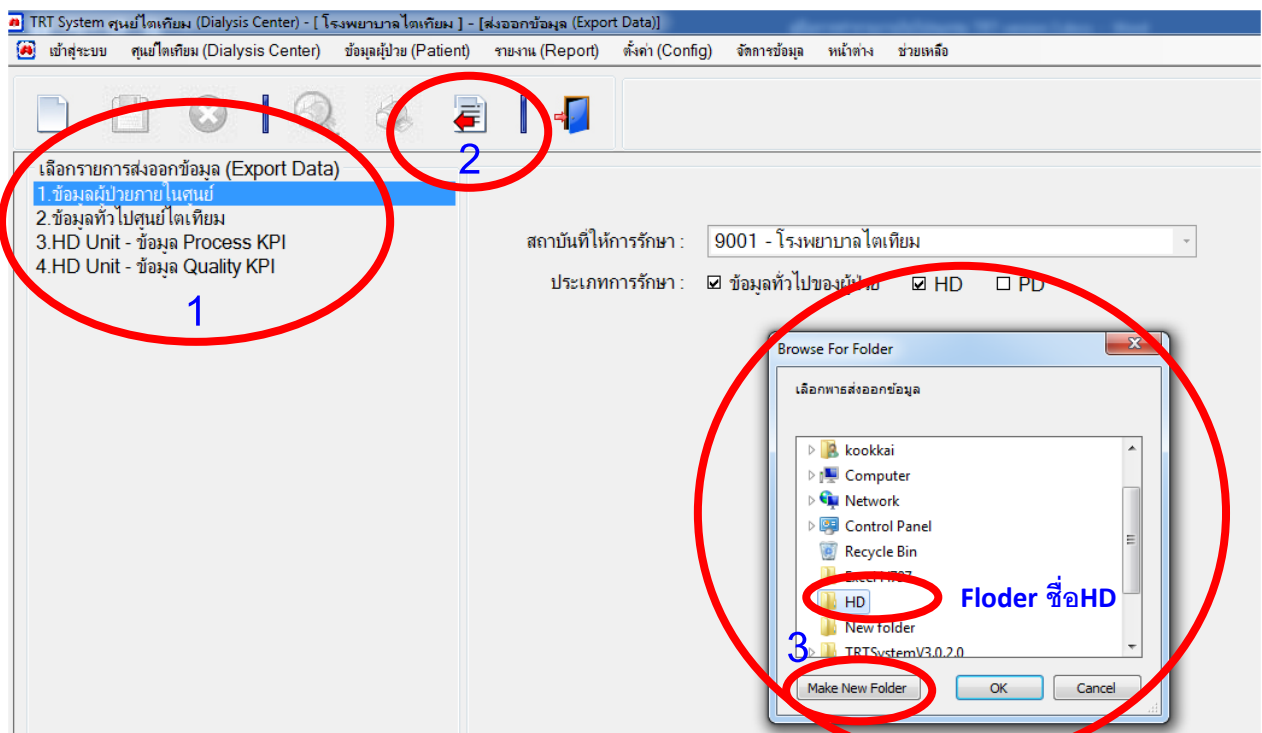 TRT System ศูนย์ไตเทียม (Dialysis Center) - [ โรงพยาบาลไตเทียม ] - [ส่งออกข้อมูล (Export Data)]
เข้าสู่ระบบ ศูนย์ไตเทียม (Dialysis Center) ข้อมูลผู้ป่วย (Patient) รายงาน (Report) ตั้งค่า (Config) จัดการข้อมูล หน้าต่าง ช่วยเหลือ
2
เลือกรายการส่งออกข้อมูล (Export Data)
1.ข้อมูลผู้ป่วยภายในศูนย์
2.ข้อมูลทั่วไปศูนย์ไตเทียม
3.HD Unit - ข้อมูล Process KPI
4.HD Unit - ข้อมูล Quality KPI
1
สถาบันที่ให้การรักษา : 9001 - โรงพยาบาลไตเทียม
ประเภทการรักษา : ข้อมูลทั่วไปของผู้ป่วย HD PD
Browse For Folder
เลือกพาธส่งออกข้อมูล
kookkai
Computer
Network
Control Panel
Recycle Bin
HD
Floder ชื่อHD
New folder
3
TRTSystemV3.0.2.0
Make New Folder OK Cancel